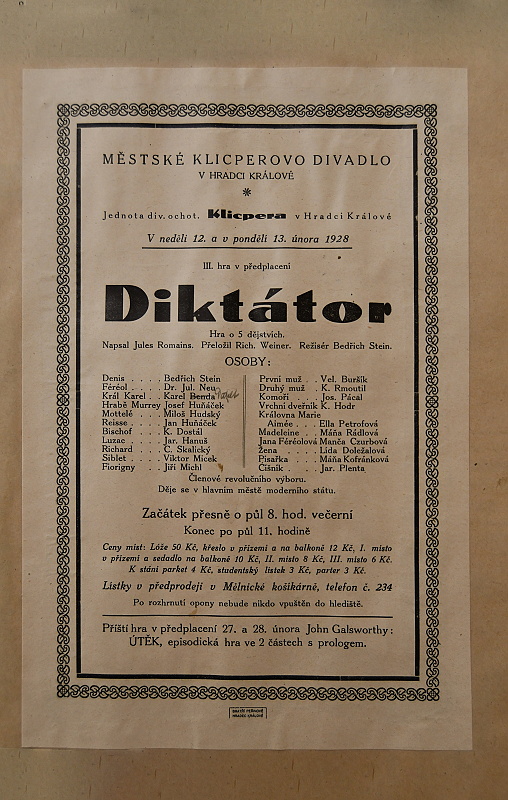 MĚSTSKÉ KLICPEROVO DIVADLO
V HRADCI KRÁLOVÉ
Jednota div. ochot. Klicpera v Hradci Králové
V neděli 12. a v pondělí 13. února 1928
III. hra v předplacení
Diktátor
Hra o 5 dějstvích.
Napsal Jules Romains. Přeložil Rich. Weiner. Režisér Bedřich Stein.
OSOBY:
Denis . . . . Bedřich Stein
Féréol . . . . Dr. Jul. Neu
Král Karel . . Karel Benda
Hrabě Murrey Josef Huňáček
Mottelé . . . Miloš Hudský
Reisse . . . . Jan Huňáček
Bischof . . . K. Dostál
Luzac . . . . Jar. Hanuš
Richard . . . Č. Skalický
Siblet . . . . Viktor Micek
Fiorigny . . . Jiří Michl
První muž . . Vel. Buršík
Druhý muž . K. Rmoutil
Komoří . . . Jos. Pácal
Vrchní dveřník K. Hodr
Královna Marie
Aimée . . . Ella Petrofová
Madeleine . . Máňa Rádlová
Jana Féréolová Manča Czurbová
Žena . . . . Lída Doležalová
Písařka . . . Máňa Kofránková
Číšník . . . Jar. Plenta
Členové revolučního výboru.
Děje se v hlavním městě moderního státu.
Začátek přesně o půl 8. hod. večerní
Konec po půl 11. hodině
Ceny míst: Lóže 50 Kč, křeslo v přízemí a na balkoně 12 Kč, I. místo
v přízemí a sedadlo na balkoně 10 Kč, II. místo 8 Kč, III. místo 6 Kč.
K stání parket 4 Kč, studentský lístek 3 Kč, parter 3 Kč.
Lístky v předprodeji v Mělnické košíkárně, telefon č. 234
Po rozhrnutí opony nebude nikdo vpuštěn do hlediště.
Příští hra v předplacení 27. a 28. února John Galsworthy:
ÚTĚK, episodická hra ve 2 částech s prologem.
BRATŘI PEŘINOVÉ
HRADEC KRÁLOVÉ